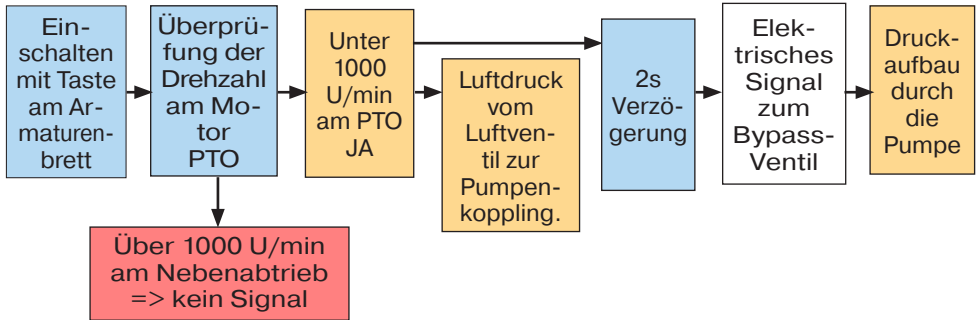 Ein-
schalten
mit Taste
am Ar-
maturen-
brett
Überprü-
fung der
Drehzahl
am Mo-
tor
PTO
Unter
1000
U/min
am PTO
JA
Luftdruck
vom
Luftven-
til zur
Pumpen-
koppling.
2s
Verzö-
gerung
Elek-
trisches
Signal
zum
Bypass-
Ventil
Druck-
aufbau
durch
die
Pumpe
Über 1000 U/min
am Nebenabtrieb
=> kein Signal